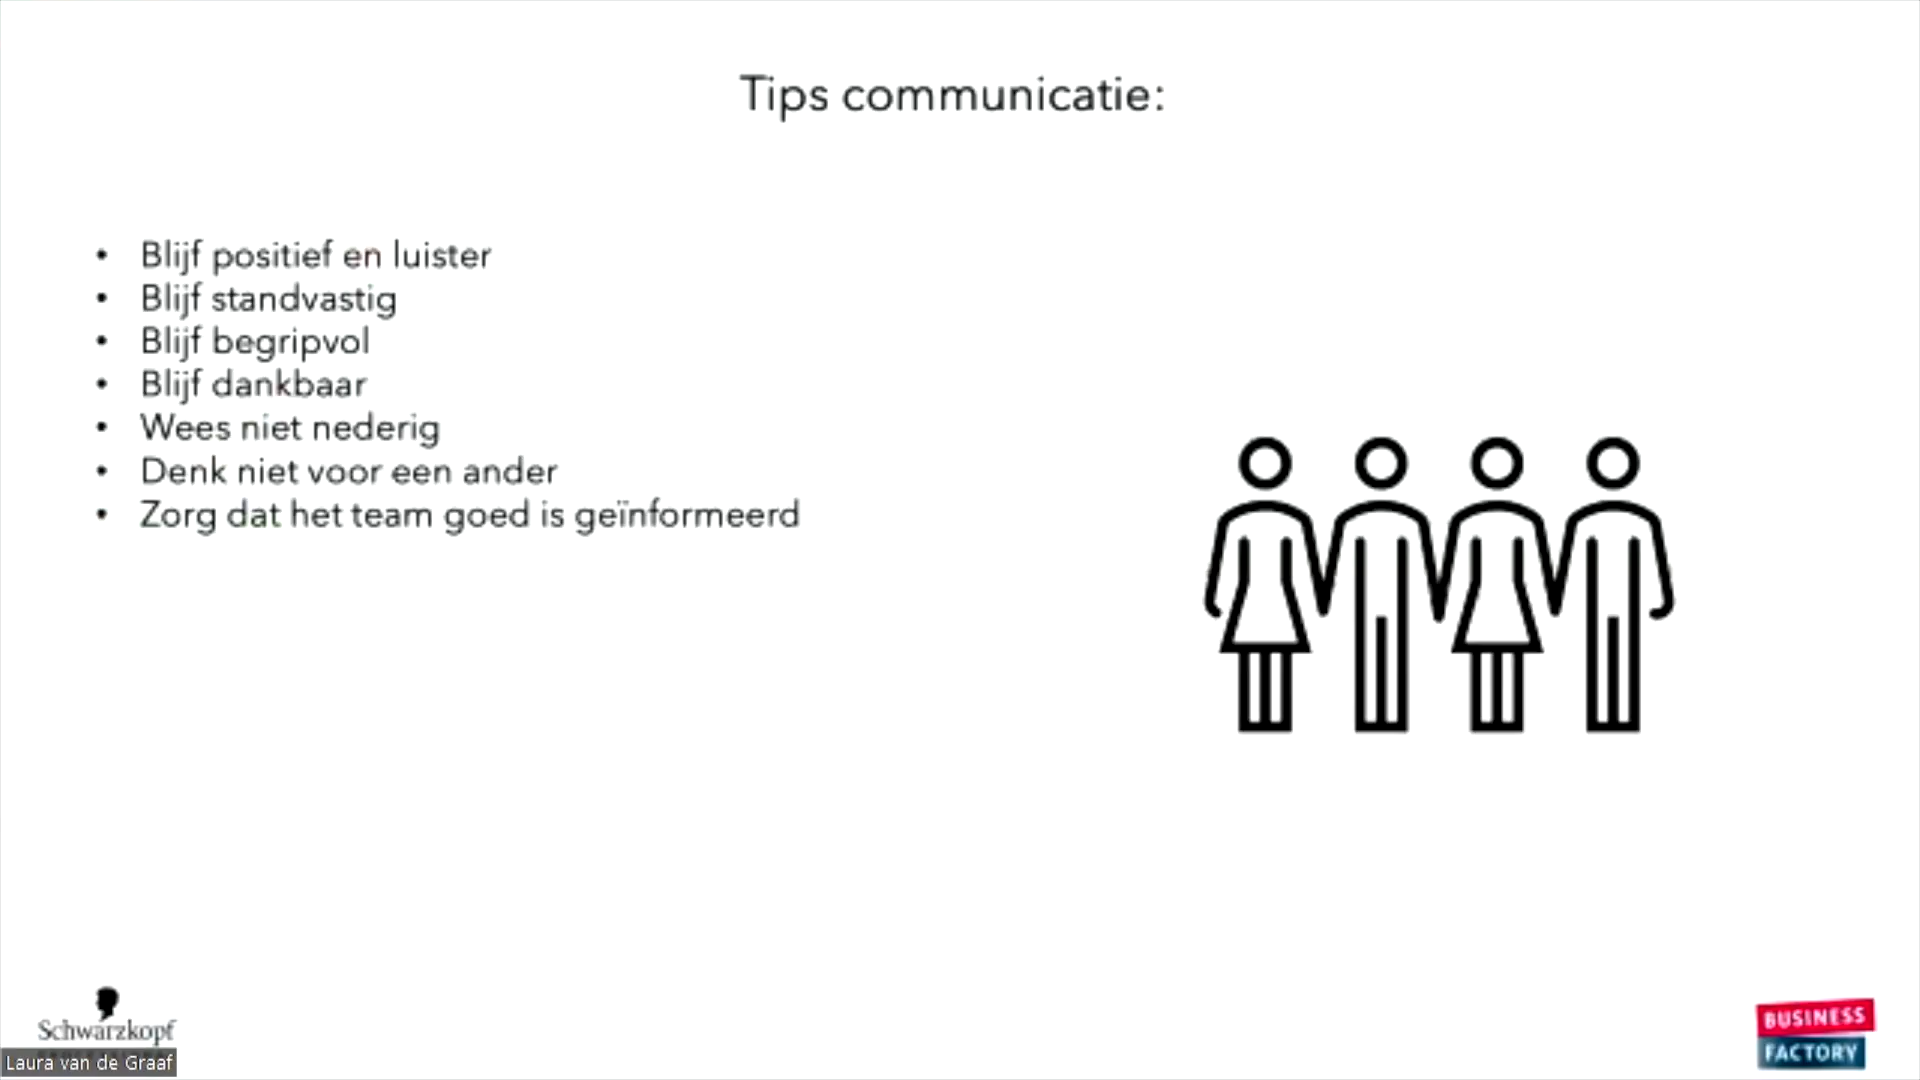 Tips communicatie:
• Blijf positief en luister
• Blijf standvastig
• Blijf begripvol
• Blijf dankbaar
• Wees niet nederig
• Denk niet voor een ander
• Zorg dat het team goed is geïnformeerd
Schwarzkopf
Laura van de Graaf
BUSINESS
FACTORY